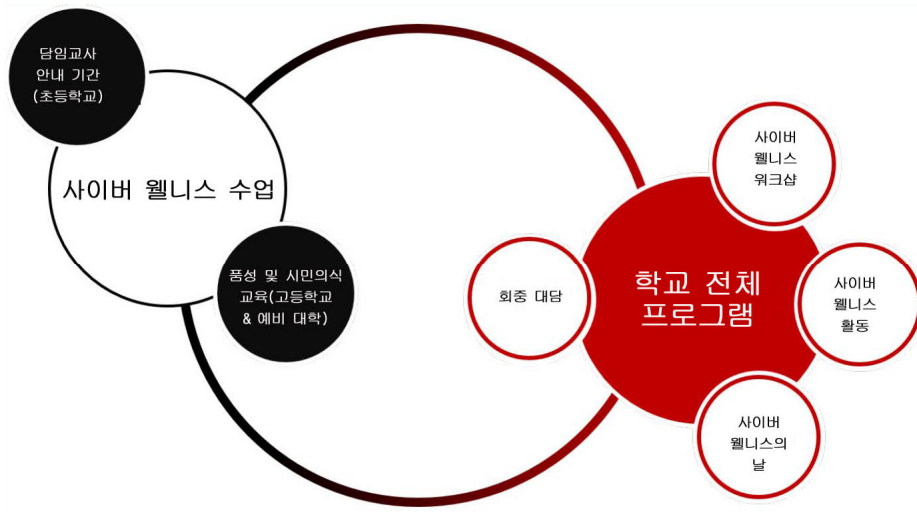 담임교사
안내 기간
(초등학교)
사이버 웰니스 수업
품성 및 시민의식
교육(고등학교
& 예비 대학)
회중 대담
학교 전체
프로그램
사이버
웰니스
워크샵
사이버
웰니스
활동
사이버
웰니스의
날